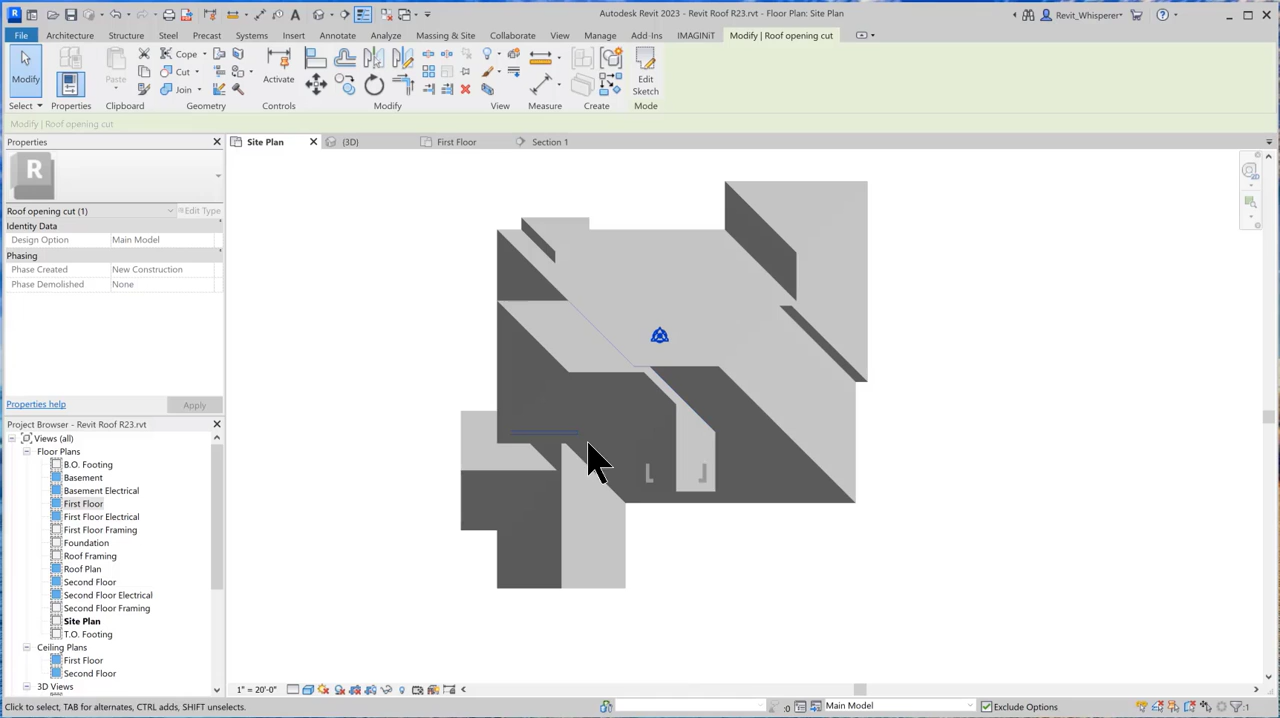 Autodesk Revit 2023 - Revit Roof R23.rvt - Floor Plan: Site Plan
Revit_Whisperer
File Architecture Structure Steel Precast Systems Insert Annotate Analyze Massing & Site Collaborate View Manage Add-Ins IMAGINiT Modify | Roof opening cut
Modify
Paste
Cope
Cut
Join
Activate
Edit
Sketch
Select Properties Clipboard Geometry Controls Modify View Measure Create Mode
Modify | Roof opening cut
Properties
Site Plan
(3D)
First Floor
Section 1
R
Roof opening cut (1)
Edit Type
Identity Data
Design Option Main Model
Phasing
Phase Created New Construction
Phase Demolished None
Properties help
Apply
Project Browser - Revit Roof R23.rvt
Views (all)
Floor Plans
B.O. Footing
Basement
Basement Electrical
First Floor
First Floor Electrical
First Floor Framing
Foundation
Roof Framing
Roof Plan
Second Floor
Second Floor Electrical
Second Floor Framing
Site Plan
T.O. Footing
Ceiling Plans
First Floor
Second Floor
3D Views
1" = 20'-0"
Click to select, TAB for alternates, CTRL adds, SHIFT unselects.
:0
Main Model
Exclude Options
:1